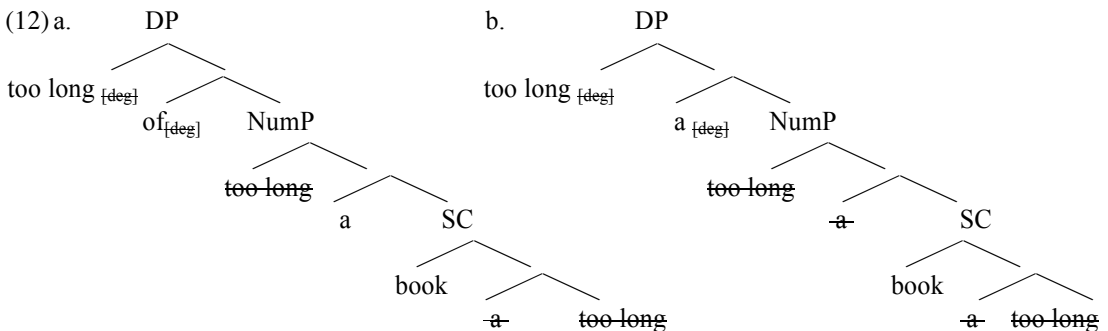 (12) a. DP b. DP
too long [deg] too long [deg]
of[deg] NumP a [deg] NumP
too long too long
a SC a SC
book book
a too long a too long